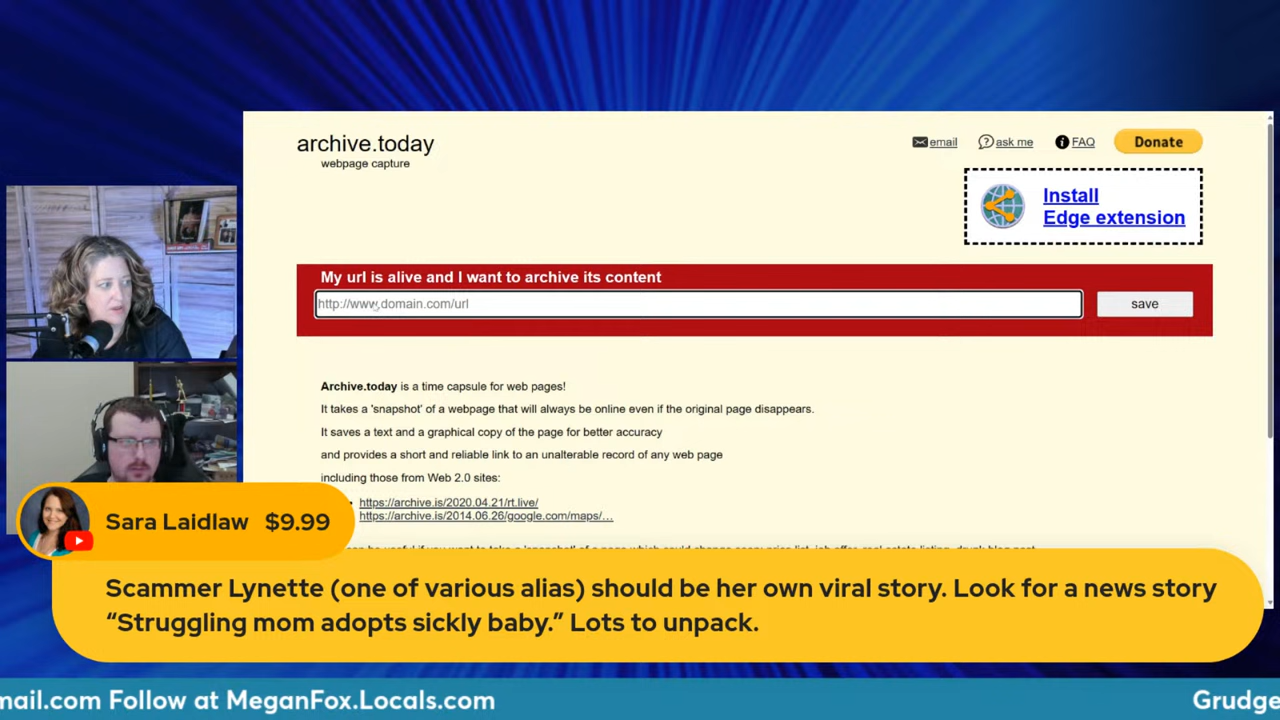 archive.today
webpage capture
email
ask me
FAQ
Donate
Install
Edge extension
My url is alive and I want to archive its content
http://www.domain.com/url
save
Archive.today is a time capsule for web pages!
It takes a 'snapshot' of a webpage that will always be online even if the original page disappears.
It saves a text and a graphical copy of the page for better accuracy
and provides a short and reliable link to an unalterable record of any web page
including those from Web 2.0 sites:
https://archive.is/2020.04.21/rt.live/
https://archive.is/2014.06.26/google.com/maps/…
Sara Laidlaw $9.99
Scammer Lynette (one of various alias) should be her own viral story. Look for a news story
“Struggling mom adopts sickly baby.” Lots to unpack.
mail.com Follow at MeganFox.Locals.com
Grudge